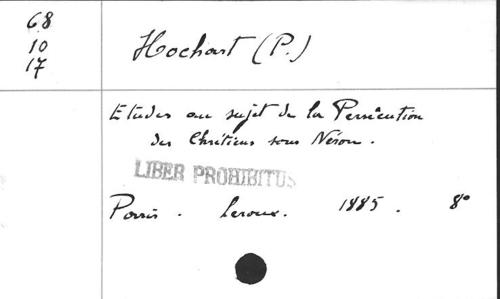 68
10
17
Hochart (P.)
Etudes au sujet de la Persécution
des Chrétiens sous Néron.
LIBER PROHIBITUS
Paris. Leroux. 1885. 8°